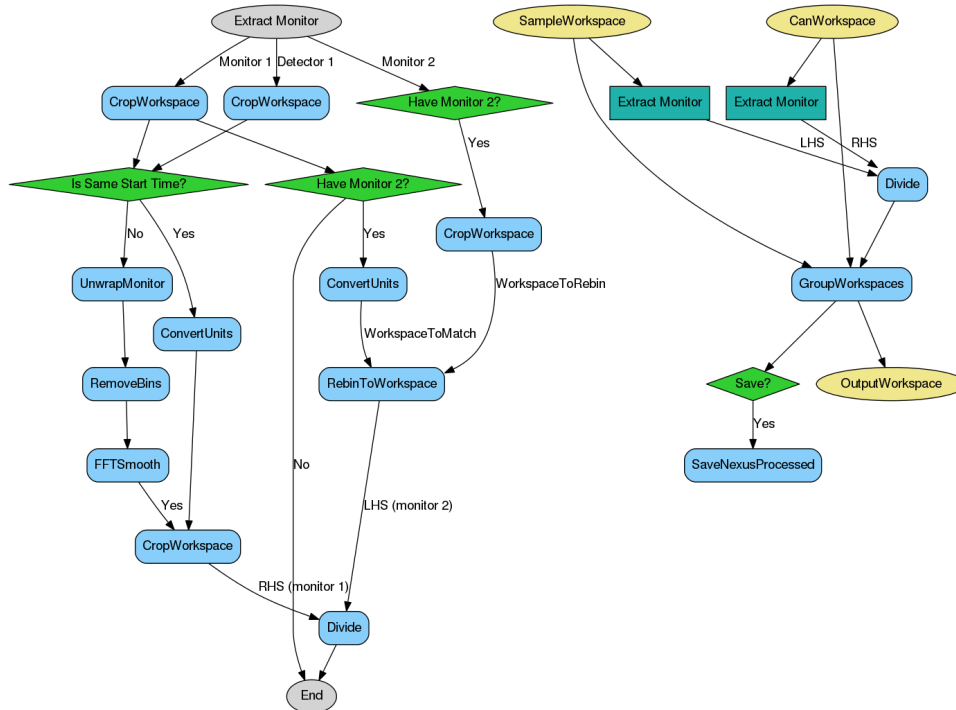 Extract Monitor
SampleWorkspace
CanWorkspace
Monitor 1
Detector 1
Monitor 2
CropWorkspace
CropWorkspace
Have Monitor 2?
Extract Monitor
Extract Monitor
Yes
LHS
RHS
Is Same Start Time?
Have Monitor 2?
Divide
No
Yes
Yes
CropWorkspace
UnwrapMonitor
ConvertUnits
WorkspaceToRebin
GroupWorkspaces
ConvertUnits
WorkspaceToMatch
RemoveBins
RebinToWorkspace
Save?
OutputWorkspace
Yes
FFTSmooth
No
SaveNexusProcessed
Yes
LHS (monitor 2)
CropWorkspace
RHS (monitor 1)
Divide
End